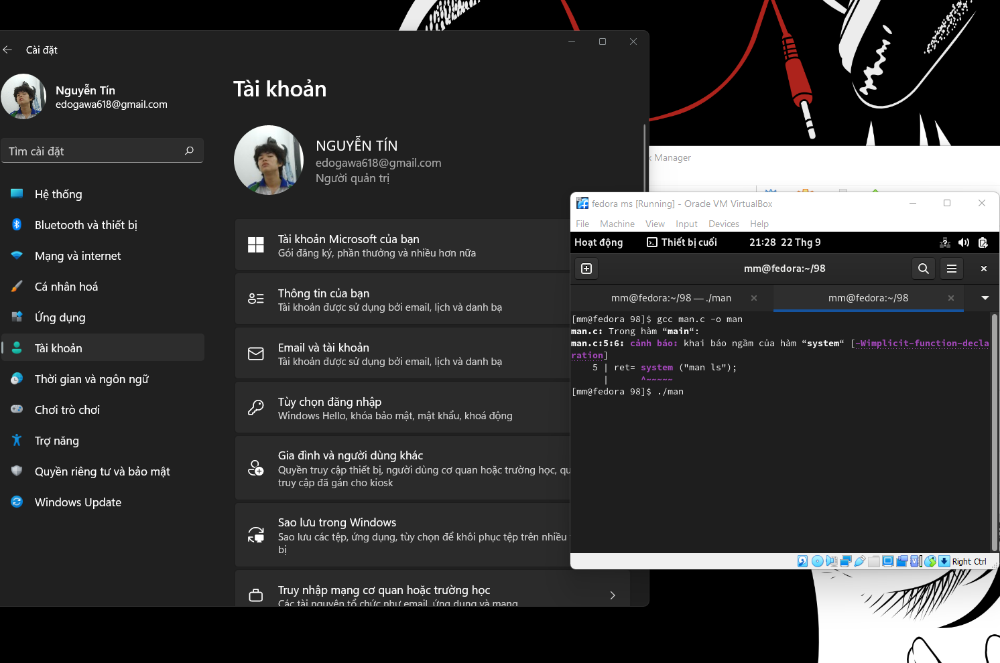 Cài đặt
Nguyễn Tín
edogawa618@gmail.com
Tìm cài đặt
Hệ thống
Bluetooth và thiết bị
Mạng và internet
Cá nhân hoá
Ứng dụng
Tài khoản
Thời gian và ngôn ngữ
Chơi trò chơi
Trợ năng
Quyền riêng tư và bảo mật
Windows Update
Tài khoản
NGUYỄN TÍN
edogawa618@gmail.com
Người quản trị
Tài khoản Microsoft của bạn
Gói đăng ký, phần thưởng và nhiều hơn nữa
Thông tin của bạn
Tài khoản được sử dụng bởi email, lịch và danh bạ
Email và tài khoản
Tài khoản được sử dụng bởi email, lịch và danh bạ
Tùy chọn đăng nhập
Windows Hello, khóa bảo mật, mật khẩu, khoá động
Gia đình và người dùng khác
Quyền truy cập thiết bị, người dùng cơ quan hoặc trường học, qu
truy cập đã gán cho kiosk
Sao lưu trong Windows
Sao lưu các tệp, ứng dụng, tùy chọn để khôi phục tệp trên nhiều
bị
Truy nhập mạng cơ quan hoặc trường học
Các tài nguyên tổ chức như email, ứng dụng và mạng
x Manager
fedora ms [Running] - Oracle VM VirtualBox
File Machine View Input Devices Help
Hoạt động Thiết bị cuối 21:28 22 Thg 9
mm@fedora:~/98
mm@fedora:~/98 — ./man mm@fedora:~/98
[mm@fedora 98]$ gcc man.c -o man
man.c: Trong hàm “main“:
man.c:5:6: cảnh báo: khai báo ngầm của hàm “system“ [-Wimplicit-function-decla
ration]
5 | ret= system ("man ls");
| ^~~~~~
[mm@fedora 98]$ ./man
Right Ctrl